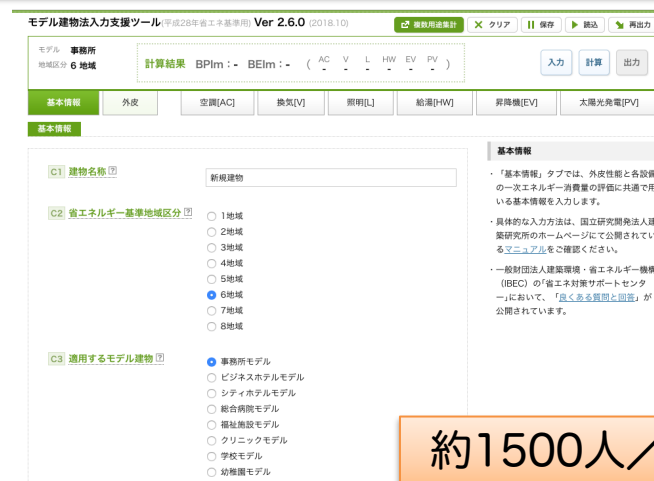 モデル建物法入力支援ツール(平成28年省エネ基準用) Ver 2.6.0 (2018.10)
複数用途集計 クリア 保存 読込 再出力
モデル 事務所
地域区分 6 地域
計算結果 BPIm：- BEIm：- ( AC - V - L - HW - EV - PV - )
入力 計算 出力
基本情報 外皮 空調[AC] 換気[V] 照明[L] 給湯[HW] 昇降機[EV] 太陽光発電[PV]
基本情報
C1 建物名称 ?
新規建物
C2 省エネルギー基準地域区分 ?
1地域
2地域
3地域
4地域
5地域
6地域
7地域
8地域
C3 適用するモデル建物 ?
事務所モデル
ビジネスホテルモデル
シティホテルモデル
総合病院モデル
福祉施設モデル
クリニックモデル
学校モデル
幼稚園モデル
基本情報
・「基本情報」タブでは、外皮性能と各設備
の一次エネルギー消費量の評価に共通で用
いる基本情報を入力します。
・具体的な入力方法は、国立研究開発法人建
築研究所のホームページにて公開されてい
るマニュアルをご確認ください。
・一般財団法人建築環境・省エネルギー機構
（IBEC）の「省エネ対策サポートセンタ
ー」において、「良くある質問と回答」が
公開されています。
約1500人／